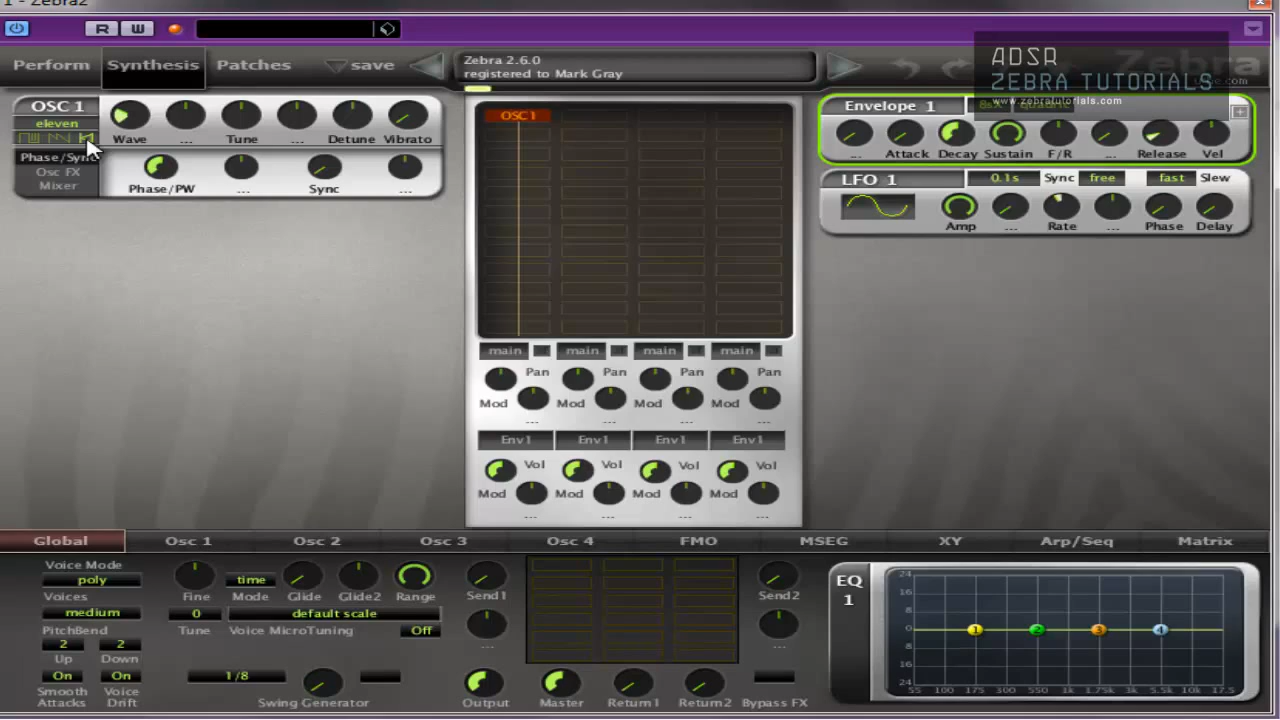 1 - Zebra2
R W
Perform Synthesis Patches save
Zebra 2.6.0
registered to Mark Gray
ADSR
ZEBRA TUTORIALS
www.zebratutorials.com
OSC 1
eleven
Phase/Sync
Osc FX
Mixer
Wave ... Tune ... Detune Vibrato
Phase/PW ... Sync ...
OSC1
Envelope 1
... Attack Decay Sustain F/R ... Release Vel
LFO 1 0.1s Sync free fast Slew
Amp ... Rate ... Phase Delay
main main main main
Pan Pan Pan Pan
Mod Mod Mod Mod
... ... ... ...
Env1 Env1 Env1 Env1
Vol Vol Vol Vol
Mod Mod Mod Mod
... ... ... ...
Global Osc 1 Osc 2 Osc 3 Osc 4 FMO MSEG XY Arp/Seq Matrix
Voice Mode
poly
Voices
medium
PitchBend
2 2
Up Down
On On
Smooth Attacks
Voice Drift
time
Fine Mode Glide Glide2 Range
0 default scale
Tune Voice MicroTuning Off
1/8
Swing Generator
Send1
...
Output Master Return1 Return2 Bypass FX
Send2
...
EQ
1
24
16
8
0
8
16
24
1 2 3 4
55 100 175 300 550 1k 1.75k 3k 5.5k 10k 17.5